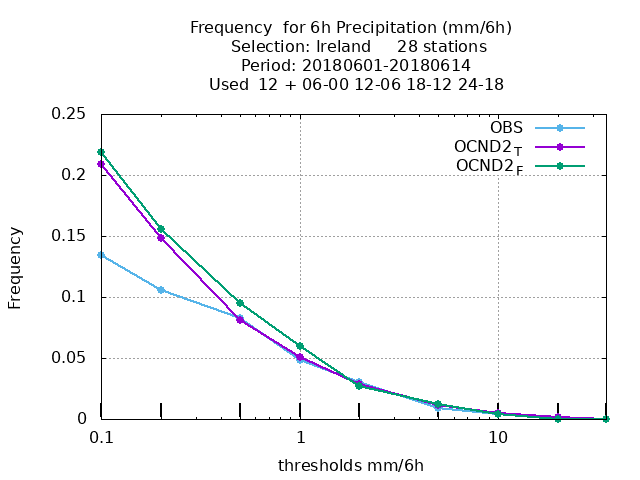 Frequency  for 6h Precipitation (mm/6h)
Selection: Ireland     28 stations
Period: 20180601-20180614
Used  12 + 06-00 12-06 18-12 24-18
0.25
0.2
0.15
0.1
0.05
0
Frequency
OBS
OCND2T
OCND2F
0.1
1
10
thresholds mm/6h